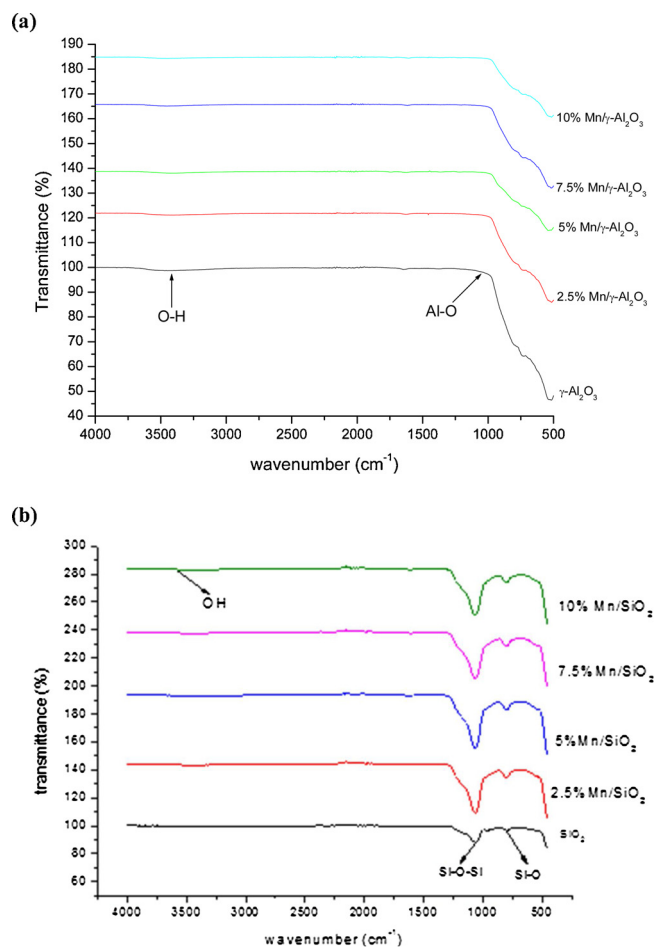 (a)
190
180
170
160
150
140
130
120
110
100
90
80
70
60
50
40
Transmittance (%)
10% Mn/γ-Al₂O₃
7.5% Mn/γ-Al₂O₃
5% Mn/γ-Al₂O₃
2.5% Mn/γ-Al₂O₃
γ-Al₂O₃
O-H
Al-O
4000 3500 3000 2500 2000 1500 1000 500
wavenumber (cm⁻¹)
(b)
300
280
260
240
220
200
180
160
140
120
100
80
60
transmittance (%)
OH
10% Mn/SiO₂
7.5% Mn/SiO₂
5%Mn/SiO₂
2.5% Mn/SiO₂
SiO₂
Si-O-Si
Si-O
4000 3500 3000 2500 2000 1500 1000 500
wavenumber (cm⁻¹)